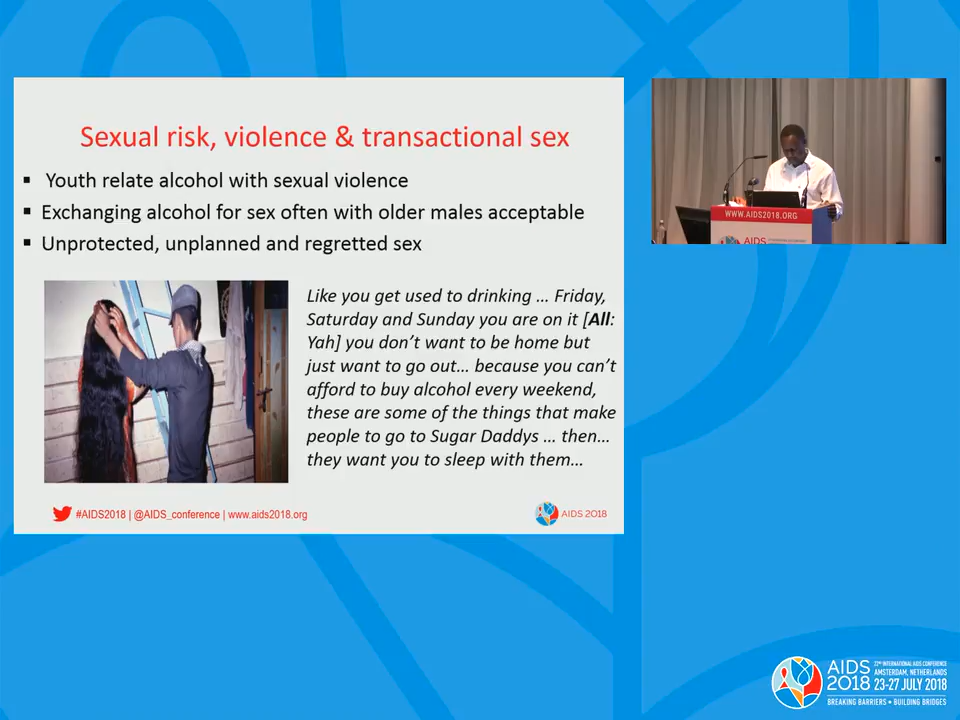 Sexual risk, violence & transactional sex
▪ Youth relate alcohol with sexual violence
▪ Exchanging alcohol for sex often with older males acceptable
▪ Unprotected, unplanned and regretted sex
Like you get used to drinking … Friday,
Saturday and Sunday you are on it [All:
Yah] you don’t want to be home but
just want to go out… because you can’t
afford to buy alcohol every weekend,
these are some of the things that make
people to go to Sugar Daddys … then…
they want you to sleep with them…
#AIDS2018 | @AIDS_conference | www.aids2018.org
AIDS 2018
WWW.AIDS2018.ORG
AIDS
AIDS
2018
22ND INTERNATIONAL AIDS CONFERENCE
AMSTERDAM, NETHERLANDS
23-27 JULY 2018
BREAKING BARRIERS • BUILDING BRIDGES